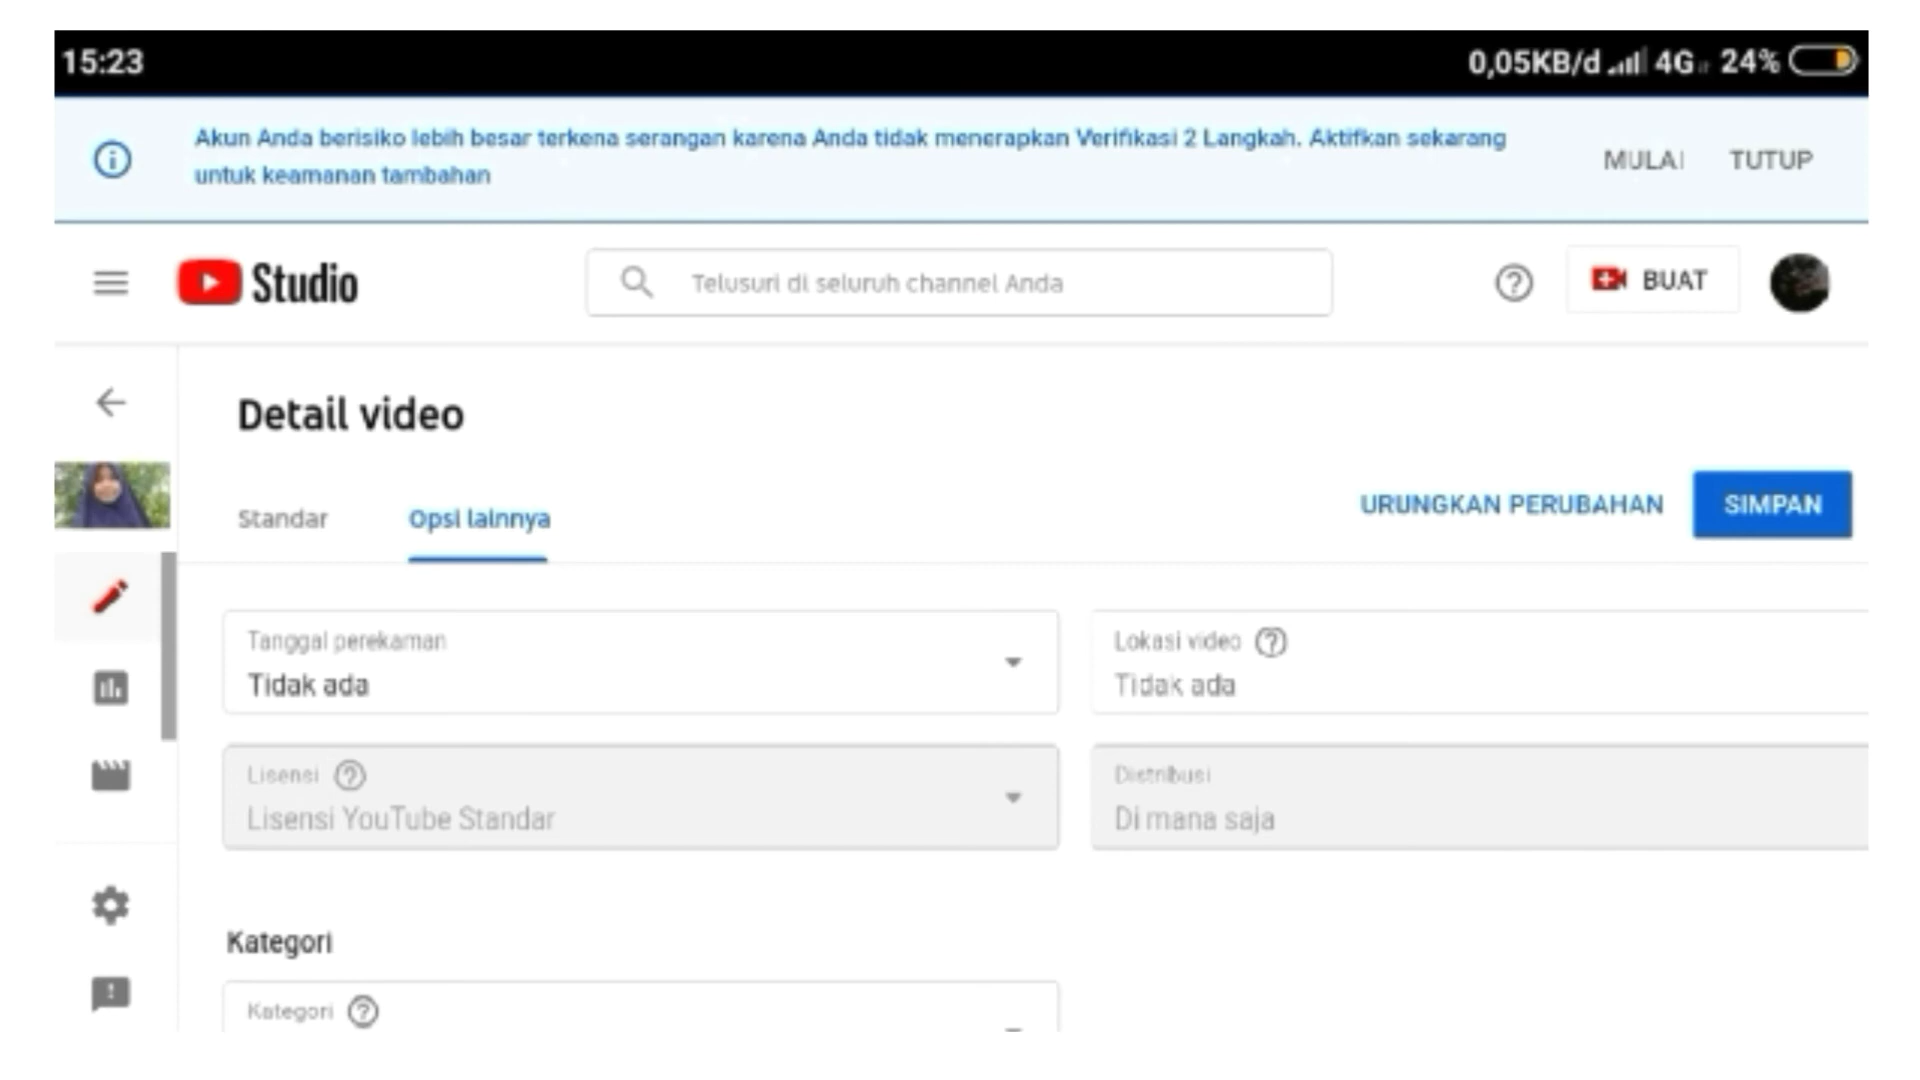 15:23
0,05KB/d 4G 24%
Akun Anda berisiko lebih besar terkena serangan karena Anda tidak menerapkan Verifikasi 2 Langkah. Aktifkan sekarang
untuk keamanan tambahan
MULAI TUTUP
Studio
Telusuri di seluruh channel Anda
BUAT
Detail video
Standar
Opsi lainnya
URUNGKAN PERUBAHAN
SIMPAN
Tanggal perekaman
Tidak ada
Lokasi video
Tidak ada
Lisensi
Lisensi YouTube Standar
Distribusi
Di mana saja
Kategori
Kategori